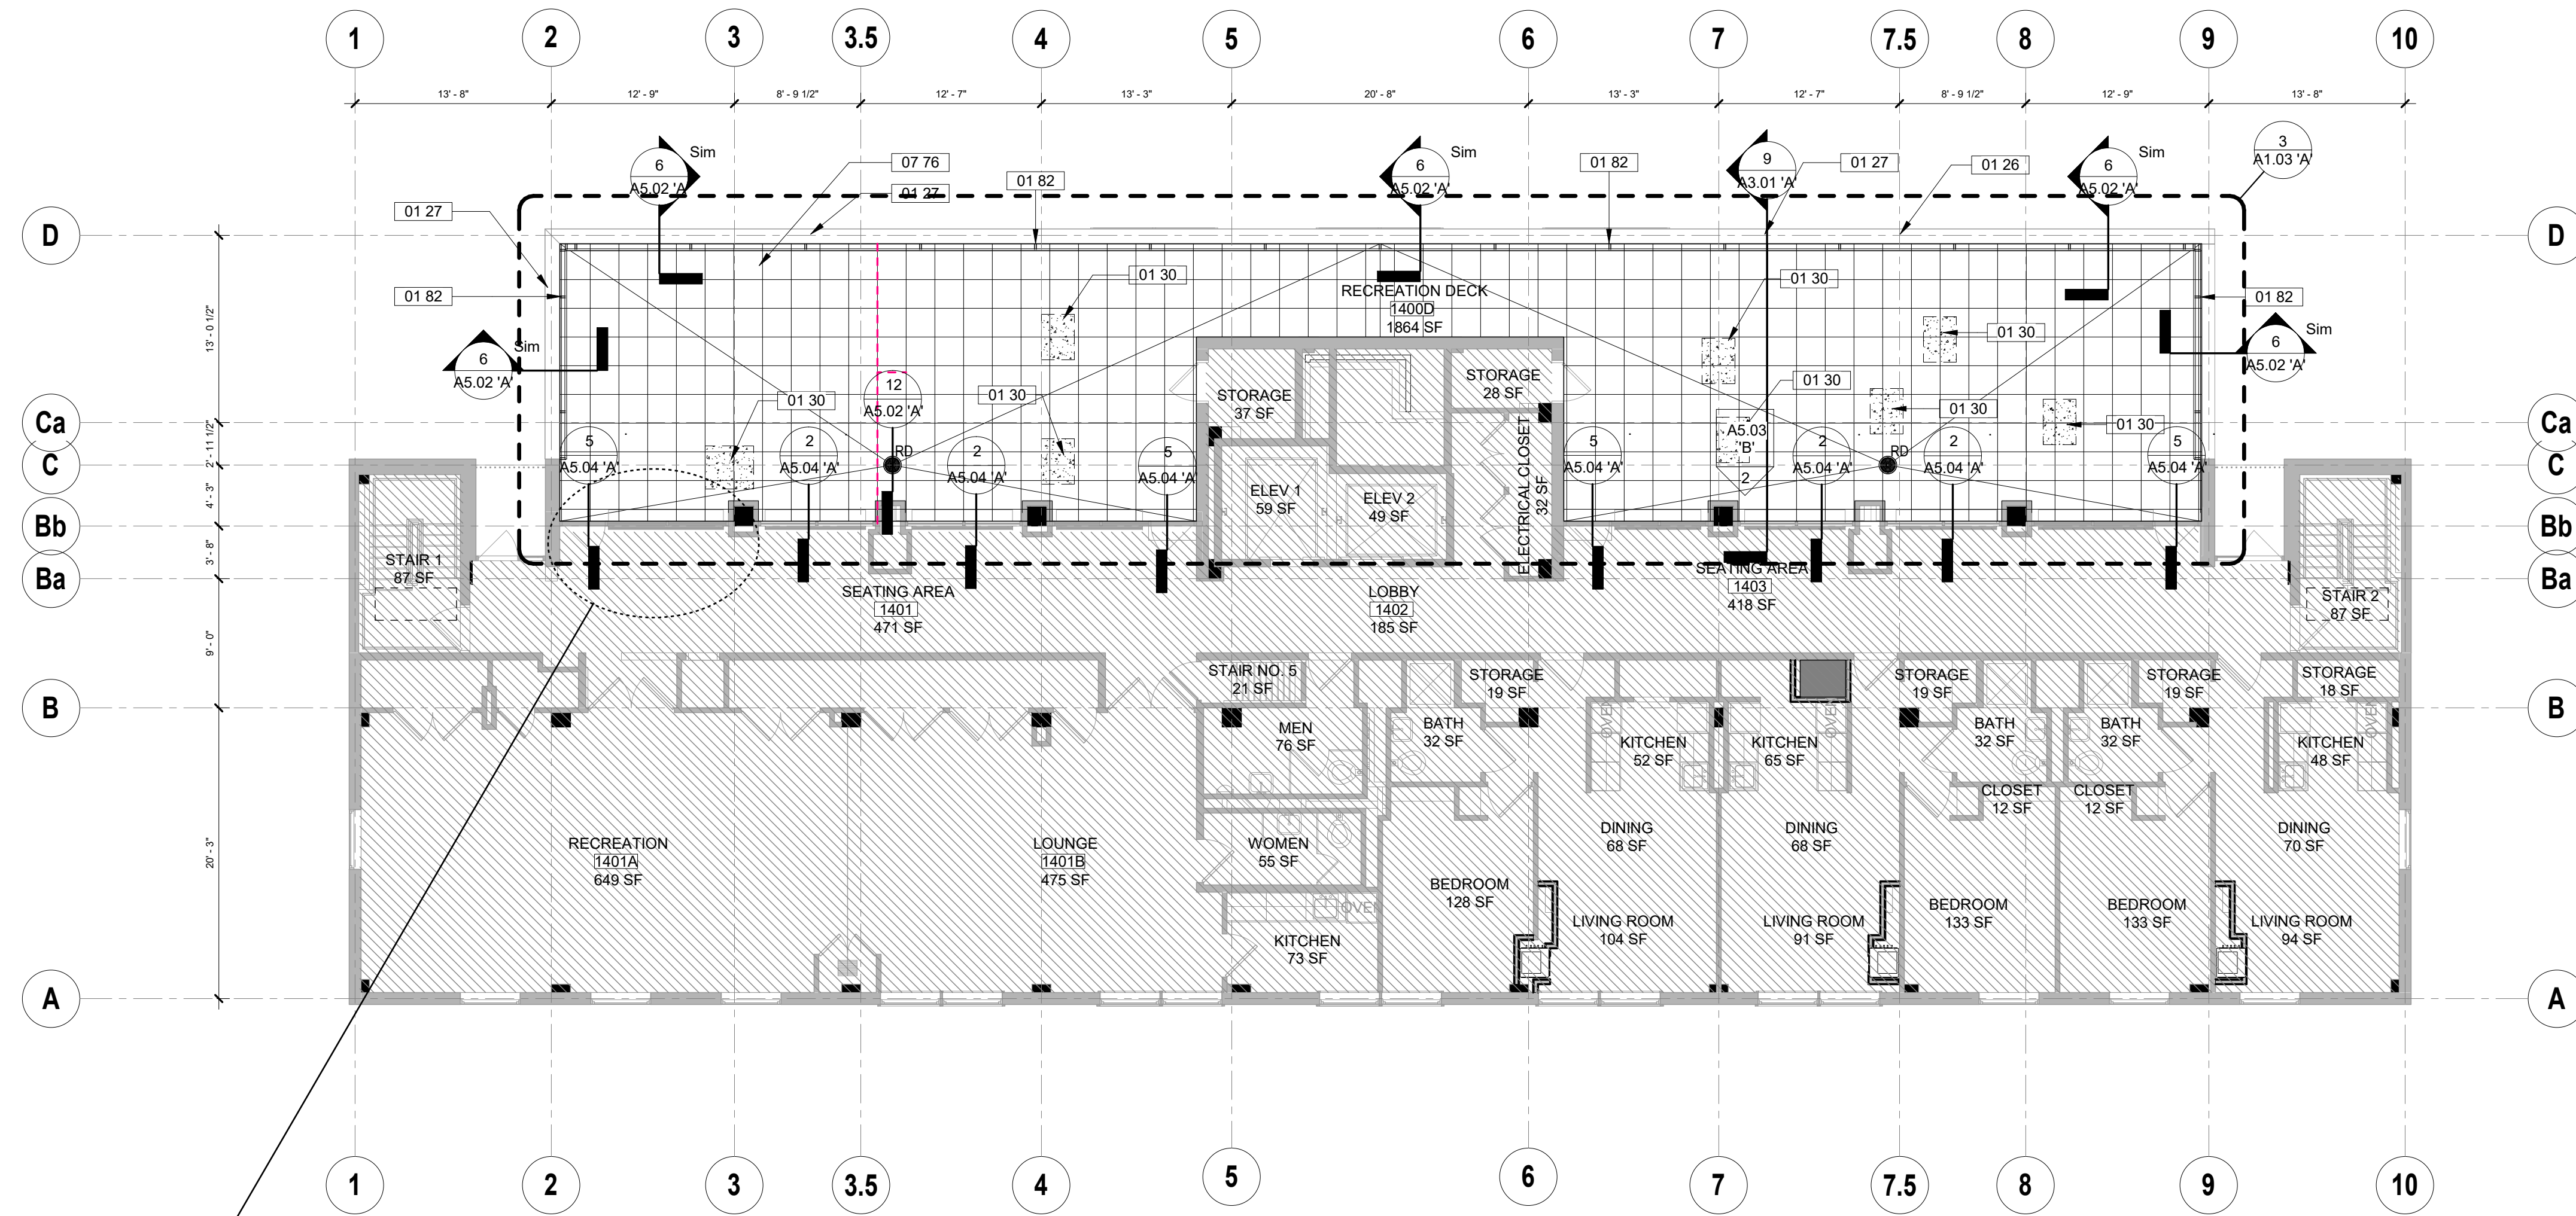 1 2 3 3.5 4 5 6 7 7.5 8 9 10
13' - 8" 12' - 9" 8' - 9 1/2" 12' - 7" 13' - 3" 20' - 8" 13' - 3" 12' - 7" 8' - 9 1/2" 12' - 9" 13' - 8"
6
A5.02 'A'
Sim
07 76
01 27
01 82
6
A5.02 'A'
Sim
01 82
9
A3.01 'A'
01 27
01 26
6
A5.02 'A'
Sim
3
A1.03 'A'
01 27
D
D
01 82
01 30
RECREATION DECK
1400D
1864 SF
01 30
01 82
13' - 0 1/2"
6
A5.02 'A'
Sim
01 30
6
A5.02 'A'
Sim
12
A5.02 'A'
01 30
01 30
STORAGE
37 SF
STORAGE
28 SF
01 30
01 30
01 30
Ca
Ca
2' - 11 1/2"
5
A5.04 'A'
2
A5.04 'A'
RD
2
A5.04 'A'
5
A5.04 'A'
5
A5.04 'A'
A5.03
'B'
2
2
A5.04 'A'
RD
2
A5.04 'A'
5
A5.04 'A'
C
C
4' - 3"
ELEV 1
59 SF
ELEV 2
49 SF
ELECTRICAL CLOSET
32 SF
Bb
Bb
3' - 8"
STAIR 1
87 SF
Ba
Ba
SEATING AREA
1401
471 SF
LOBBY
1402
185 SF
SEATING AREA
1403
418 SF
STAIR 2
87 SF
9' - 0"
STAIR NO. 5
21 SF
STORAGE
19 SF
STORAGE
19 SF
STORAGE
19 SF
STORAGE
18 SF
B
B
MEN
76 SF
BATH
32 SF
OVEN
KITCHEN
52 SF
KITCHEN
65 SF
OVEN
BATH
32 SF
BATH
32 SF
KITCHEN
48 SF
OVEN
CLOSET
12 SF
CLOSET
12 SF
20' - 3"
RECREATION
1401A
649 SF
LOUNGE
1401B
475 SF
WOMEN
55 SF
DINING
68 SF
DINING
68 SF
DINING
70 SF
BEDROOM
128 SF
OVEN
KITCHEN
73 SF
LIVING ROOM
104 SF
LIVING ROOM
91 SF
BEDROOM
133 SF
BEDROOM
133 SF
LIVING ROOM
94 SF
A
A
1 2 3 3.5 4 5 6 7 7.5 8 9 10